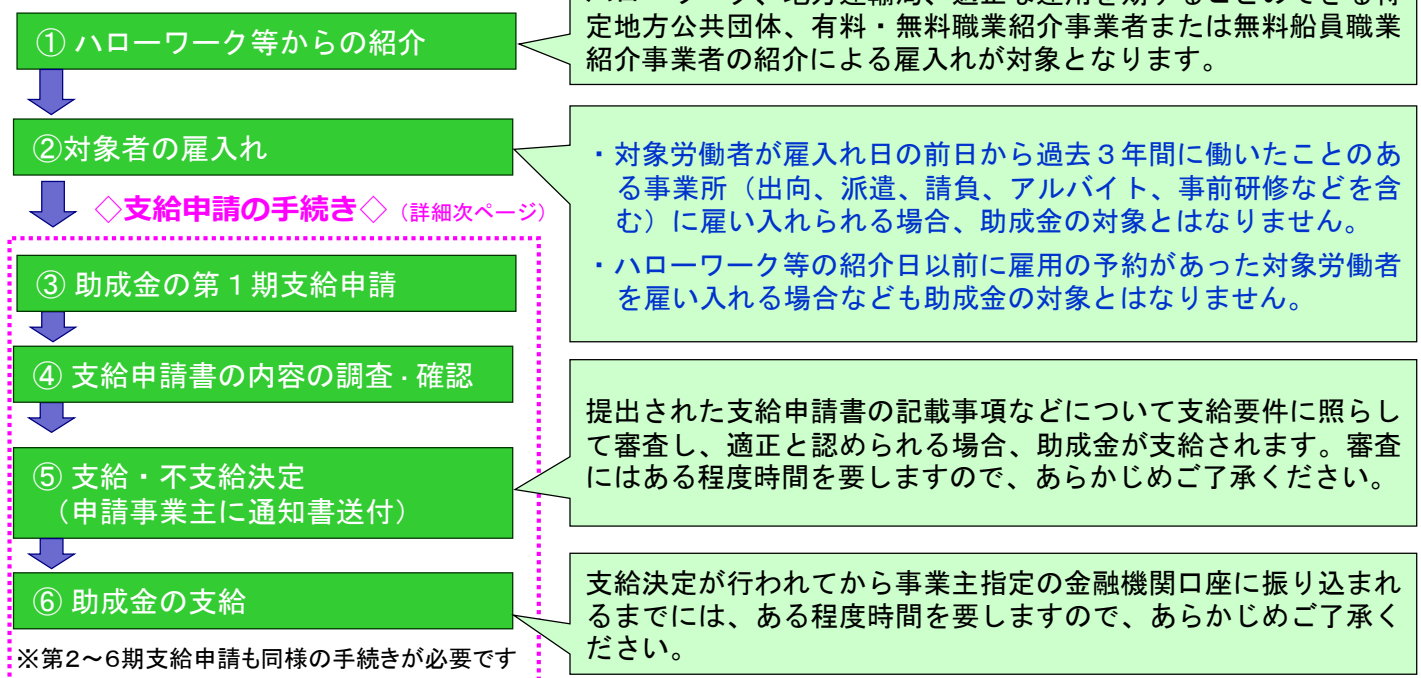 ① ハローワーク等からの紹介
定地方公共団体、有料・無料職業紹介事業者または無料船員職業
紹介事業者の紹介による雇入れが対象となります。
②対象者の雇入れ
・対象労働者が雇入れ日の前日から過去３年間に働いたことのあ
る事業所（出向、派遣、請負、アルバイト、事前研修などを含
む）に雇い入れられる場合、助成金の対象とはなりません。
・ハローワーク等の紹介日以前に雇用の予約があった対象労働者
を雇い入れる場合なども助成金の対象とはなりません。
◇支給申請の手続き◇（詳細次ページ）
③ 助成金の第１期支給申請
④ 支給申請書の内容の調査・確認
⑤ 支給・不支給決定
（申請事業主に通知書送付）
提出された支給申請書の記載事項などについて支給要件に照らし
て審査し、適正と認められる場合、助成金が支給されます。審査
にはある程度時間を要しますので、あらかじめご了承ください。
⑥ 助成金の支給
支給決定が行われてから事業主指定の金融機関口座に振り込まれ
るまでには、ある程度時間を要しますので、あらかじめご了承く
ださい。
※第2～6期支給申請も同様の手続きが必要です